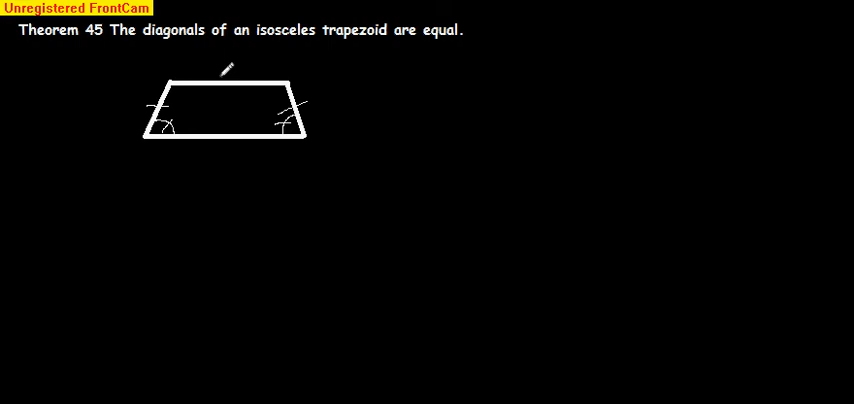 Unregistered FrontCam
Theorem 45 The diagonals of an isosceles trapezoid are equal.